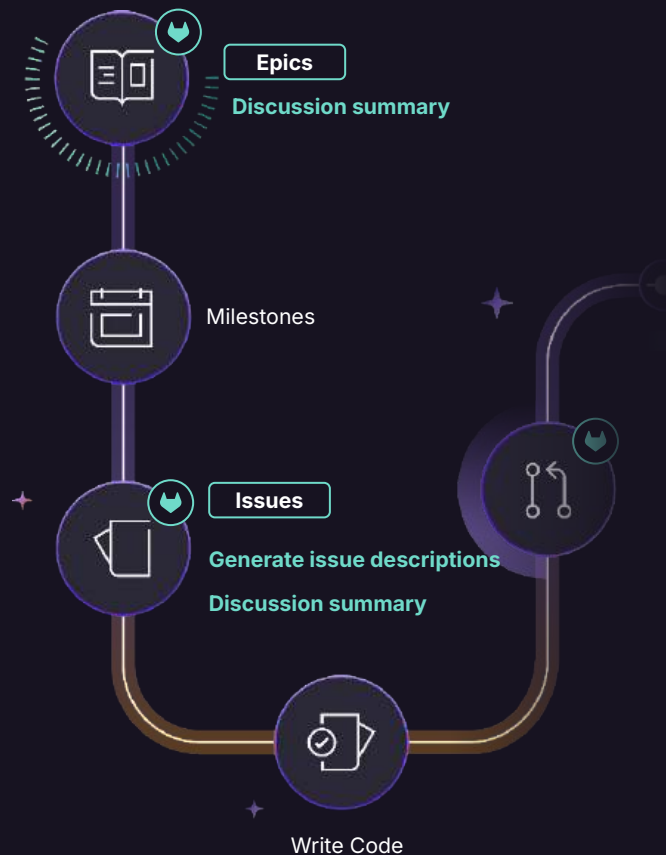 Epics
Discussion summary
Milestones
Issues
Generate issue descriptions
Discussion summary
Write Code